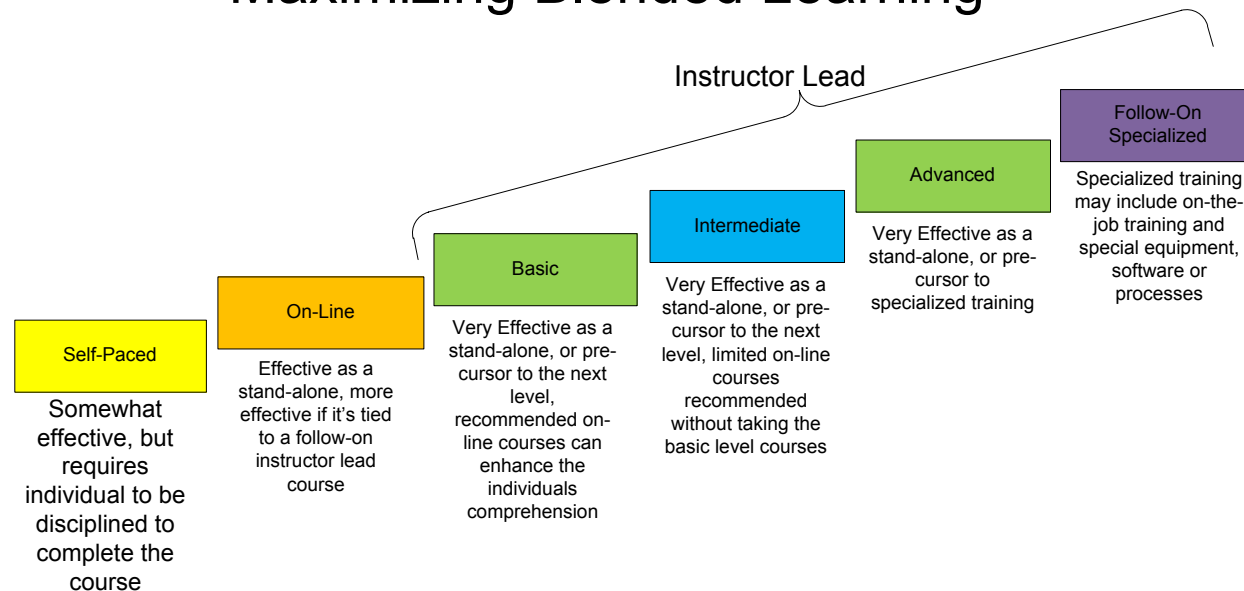 Maximizing Blended Learning
Instructor Lead
Self-Paced
Somewhat
effective, but
requires
individual to be
disciplined to
complete the
course
On-Line
Effective as a
stand-alone, more
effective if it’s tied
to a follow-on
instructor lead
course
Basic
Very Effective as a
stand-alone, or pre-
cursor to the next
level,
recommended on-
line courses can
enhance the
individuals
comprehension
Intermediate
Very Effective as a
stand-alone, or pre-
cursor to the next
level, limited on-line
courses
recommended
without taking the
basic level courses
Advanced
Very Effective as a
stand-alone, or pre-
cursor to
specialized training
Follow-On
Specialized
Specialized training
may include on-the-
job training and
special equipment,
software or
processes